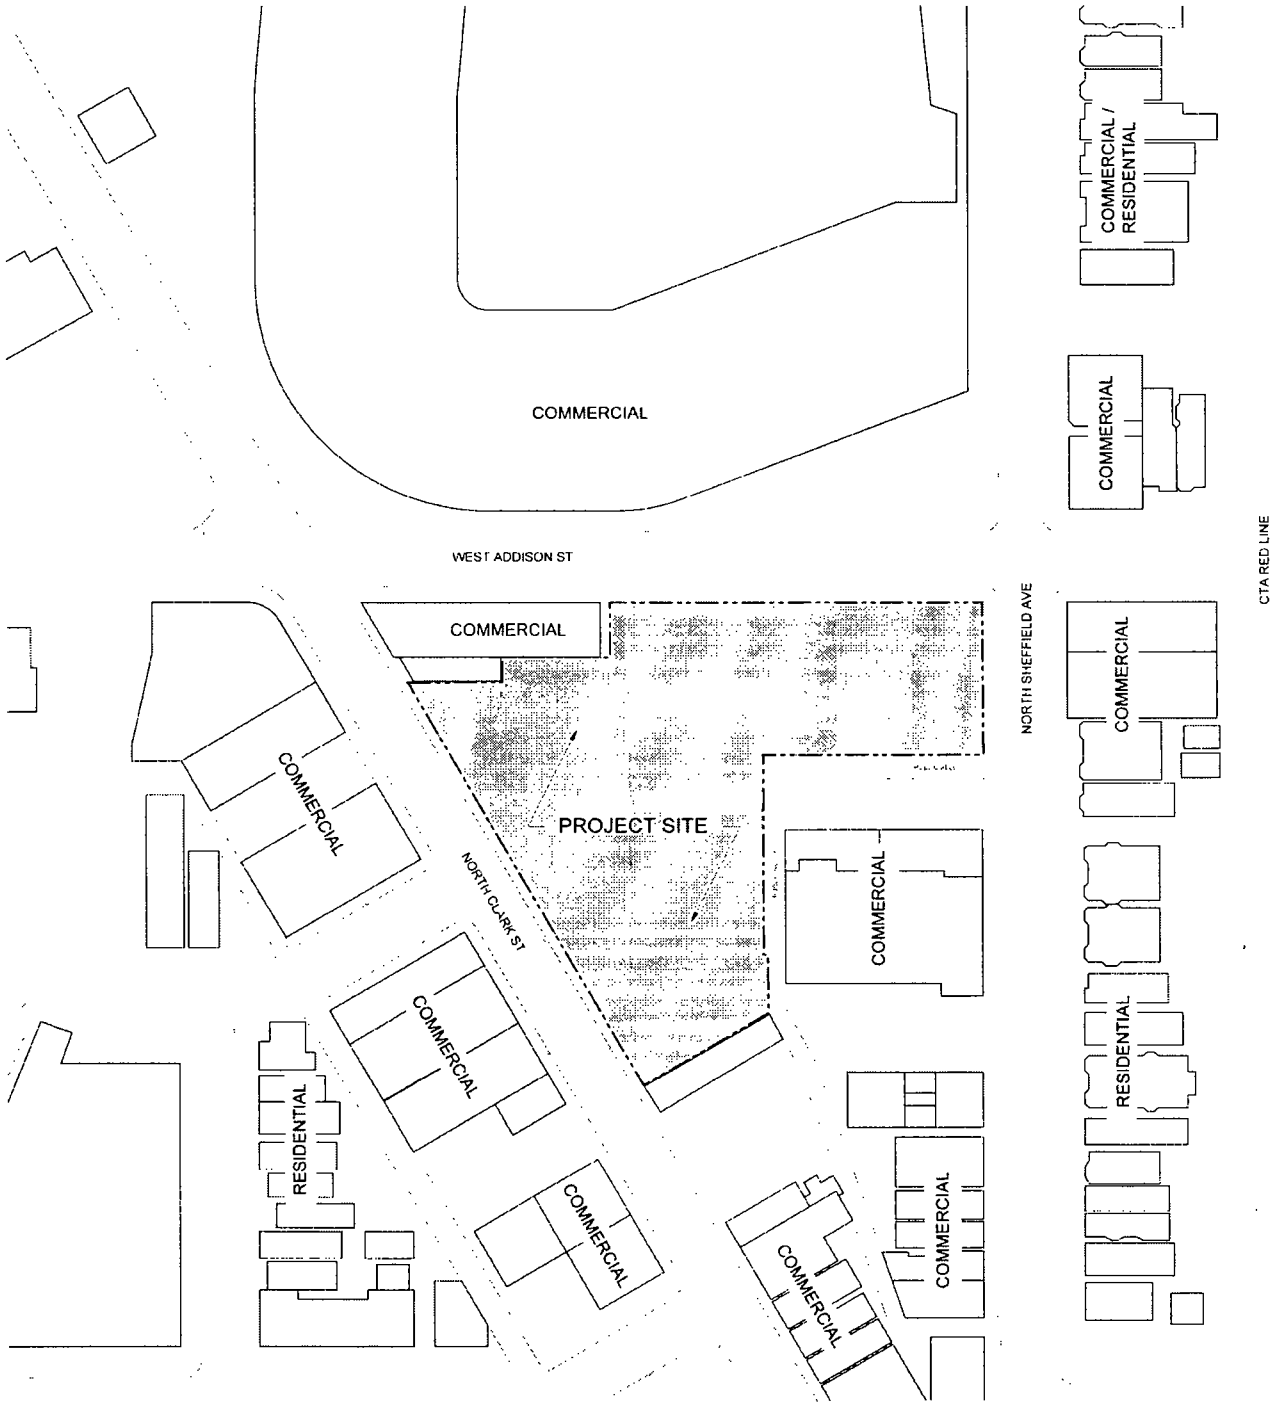 COMMERCIAL /
RESIDENTIAL
COMMERCIAL
COMMERCIAL
CTA RED LINE
WEST ADDISON ST
NORTH SHEFFIELD AVE
COMMERCIAL
COMMERCIAL
COMMERCIAL
PROJECT SITE
NORTH CLARK ST
COMMERCIAL
COMMERCIAL
RESIDENTIAL
RESIDENTIAL
COMMERCIAL
COMMERCIAL
COMMERCIAL